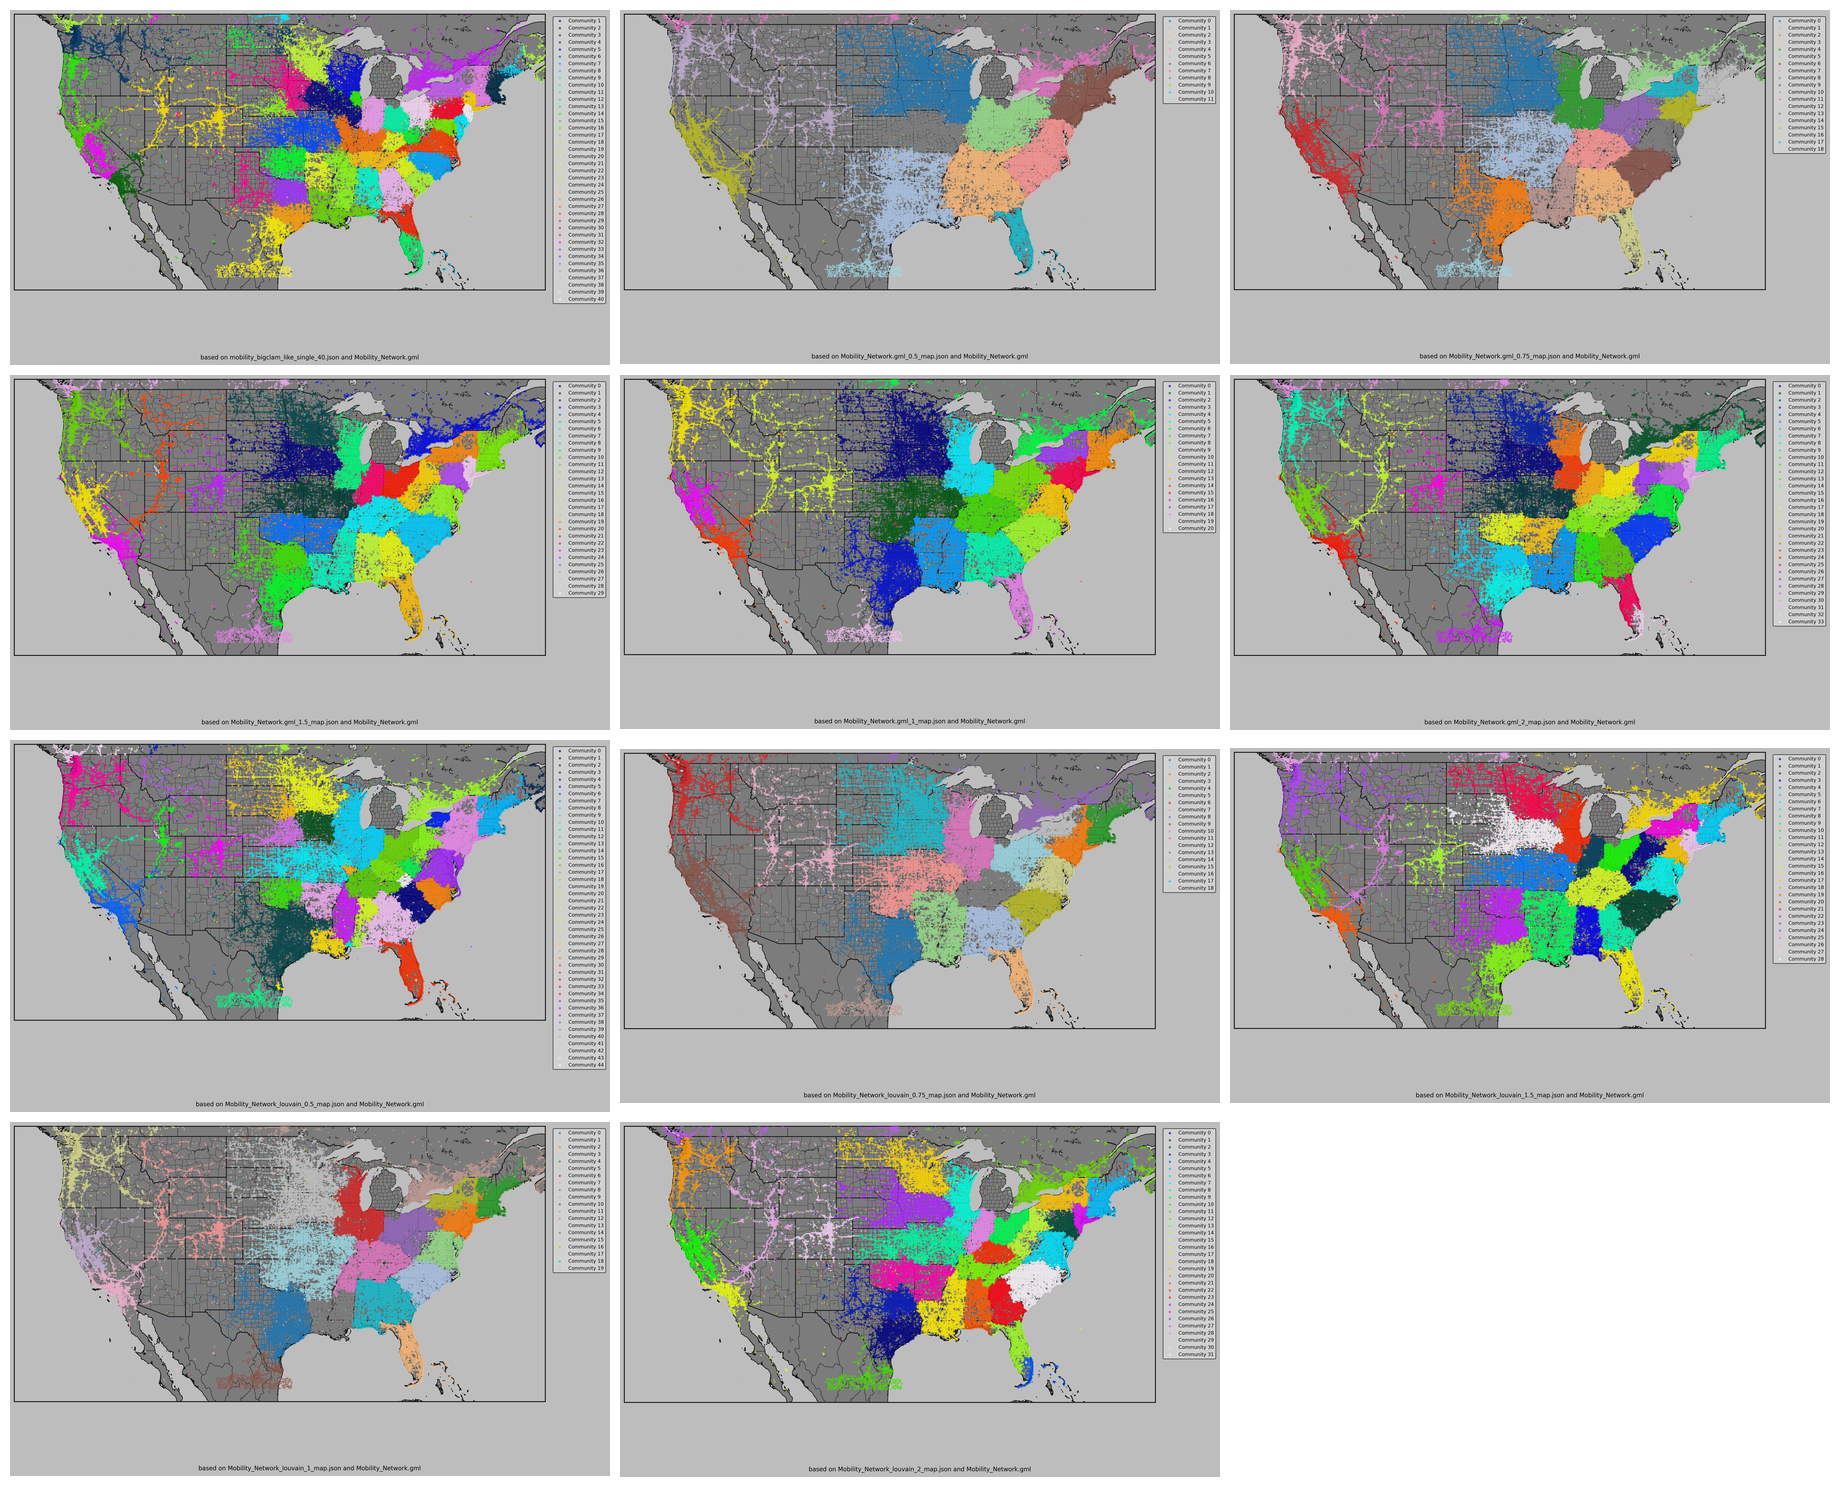 Community 1
Community 2
Community 3
Community 4
Community 5
Community 6
Community 7
Community 8
Community 9
Community 10
Community 11
Community 12
Community 13
Community 14
Community 15
Community 16
Community 17
Community 18
Community 19
Community 20
Community 21
Community 22
Community 23
Community 24
Community 25
Community 26
Community 27
Community 28
Community 29
Community 30
Community 31
Community 32
Community 33
Community 34
Community 35
Community 36
Community 37
Community 38
Community 39
Community 40
based on mobility_bigclam_like_single_40.json and Mobility_Network.gml
Community 0
Community 1
Community 2
Community 3
Community 4
Community 5
Community 6
Community 7
Community 8
Community 9
Community 10
Community 11
based on Mobility_Network.gml_0.5_map.json and Mobility_Network.gml
Community 0
Community 1
Community 2
Community 3
Community 4
Community 5
Community 6
Community 7
Community 8
Community 9
Community 10
Community 11
Community 12
Community 13
Community 14
Community 15
Community 16
Community 17
Community 18
based on Mobility_Network.gml_0.75_map.json and Mobility_Network.gml
Community 0
Community 1
Community 2
Community 3
Community 4
Community 5
Community 6
Community 7
Community 8
Community 9
Community 10
Community 11
Community 12
Community 13
Community 14
Community 15
Community 16
Community 17
Community 18
Community 19
Community 20
Community 21
Community 22
Community 23
Community 24
Community 25
Community 26
Community 27
Community 28
Community 29
based on Mobility_Network.gml_1.5_map.json and Mobility_Network.gml
Community 0
Community 1
Community 2
Community 3
Community 4
Community 5
Community 6
Community 7
Community 8
Community 9
Community 10
Community 11
Community 12
Community 13
Community 14
Community 15
Community 16
Community 17
Community 18
Community 19
Community 20
based on Mobility_Network.gml_1_map.json and Mobility_Network.gml
Community 0
Community 1
Community 2
Community 3
Community 4
Community 5
Community 6
Community 7
Community 8
Community 9
Community 10
Community 11
Community 12
Community 13
Community 14
Community 15
Community 16
Community 17
Community 18
Community 19
Community 20
Community 21
Community 22
Community 23
Community 24
Community 25
Community 26
Community 27
Community 28
Community 29
Community 30
Community 31
Community 32
Community 33
based on Mobility_Network.gml_2_map.json and Mobility_Network.gml
Community 0
Community 1
Community 2
Community 3
Community 4
Community 5
Community 6
Community 7
Community 8
Community 9
Community 10
Community 11
Community 12
Community 13
Community 14
Community 15
Community 16
Community 17
Community 18
Community 19
Community 20
Community 21
Community 22
Community 23
Community 24
Community 25
Community 26
Community 27
Community 28
Community 29
Community 30
Community 31
Community 32
Community 33
Community 34
Community 35
Community 36
Community 37
Community 38
Community 39
Community 40
Community 41
Community 42
Community 43
Community 44
based on Mobility_Network_louvain_0.5_map.json and Mobility_Network.gml
Community 0
Community 1
Community 2
Community 3
Community 4
Community 5
Community 6
Community 7
Community 8
Community 9
Community 10
Community 11
Community 12
Community 13
Community 14
Community 15
Community 16
Community 17
Community 18
based on Mobility_Network_louvain_0.75_map.json and Mobility_Network.gml
Community 0
Community 1
Community 2
Community 3
Community 4
Community 5
Community 6
Community 7
Community 8
Community 9
Community 10
Community 11
Community 12
Community 13
Community 14
Community 15
Community 16
Community 17
Community 18
Community 19
Community 20
Community 21
Community 22
Community 23
Community 24
Community 25
Community 26
Community 27
Community 28
based on Mobility_Network_louvain_1.5_map.json and Mobility_Network.gml
Community 0
Community 1
Community 2
Community 3
Community 4
Community 5
Community 6
Community 7
Community 8
Community 9
Community 10
Community 11
Community 12
Community 13
Community 14
Community 15
Community 16
Community 17
Community 18
Community 19
based on Mobility_Network_louvain_1_map.json and Mobility_Network.gml
Community 0
Community 1
Community 2
Community 3
Community 4
Community 5
Community 6
Community 7
Community 8
Community 9
Community 10
Community 11
Community 12
Community 13
Community 14
Community 15
Community 16
Community 17
Community 18
Community 19
Community 20
Community 21
Community 22
Community 23
Community 24
Community 25
Community 26
Community 27
Community 28
Community 29
Community 30
Community 31
based on Mobility_Network_louvain_2_map.json and Mobility_Network.gml